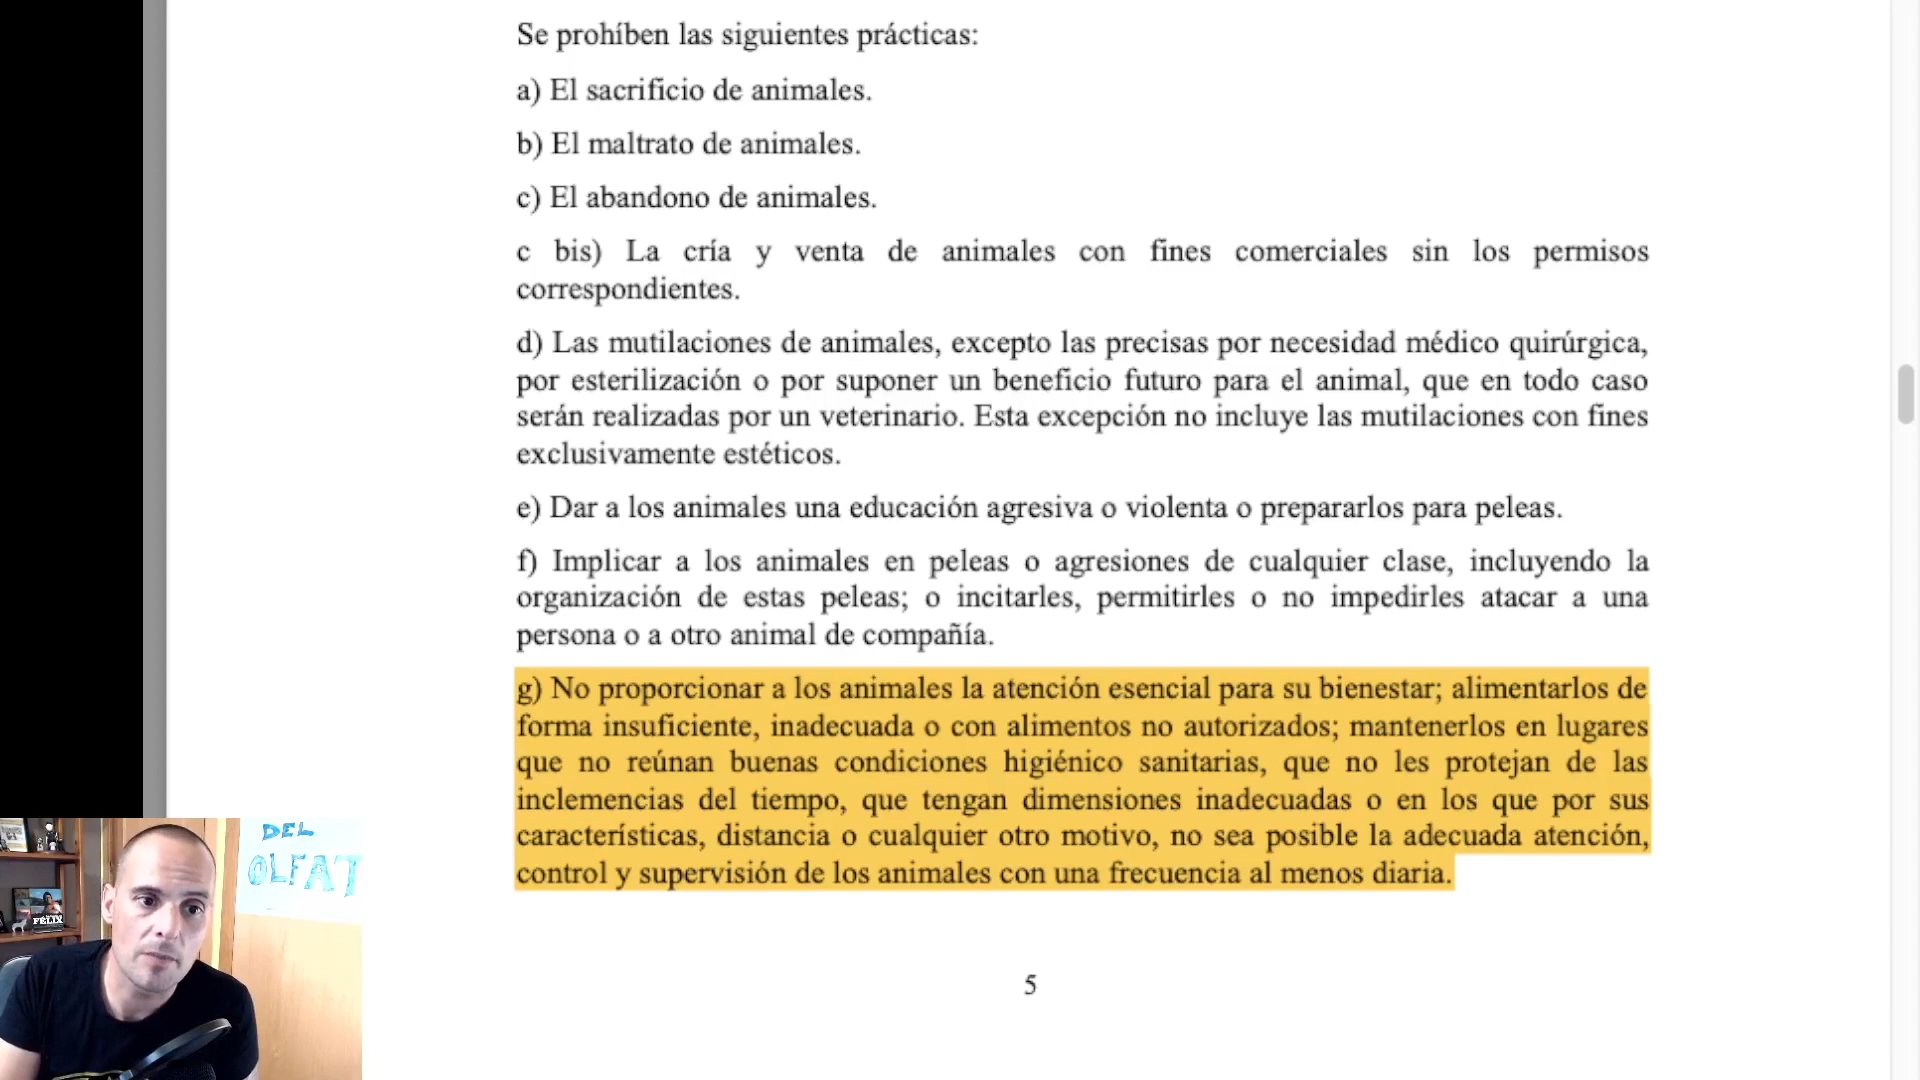 Se prohíben las siguientes prácticas:
a) El sacrificio de animales.
b) El maltrato de animales.
c) El abandono de animales.
c bis) La cría y venta de animales con fines comerciales sin los permisos
correspondientes.
d) Las mutilaciones de animales, excepto las precisas por necesidad médico quirúrgica,
por esterilización o por suponer un beneficio futuro para el animal, que en todo caso
serán realizadas por un veterinario. Esta excepción no incluye las mutilaciones con fines
exclusivamente estéticos.
e) Dar a los animales una educación agresiva o violenta o prepararlos para peleas.
f) Implicar a los animales en peleas o agresiones de cualquier clase, incluyendo la
organización de estas peleas; o incitarles, permitirles o no impedirles atacar a una
persona o a otro animal de compañía.
g) No proporcionar a los animales la atención esencial para su bienestar; alimentarlos de
forma insuficiente, inadecuada o con alimentos no autorizados; mantenerlos en lugares
que no reúnan buenas condiciones higiénico sanitarias, que no les protejan de las
inclemencias del tiempo, que tengan dimensiones inadecuadas o en los que por sus
características, distancia o cualquier otro motivo, no sea posible la adecuada atención,
control y supervisión de los animales con una frecuencia al menos diaria.
5
DEL
OLFAT
FÉLIX